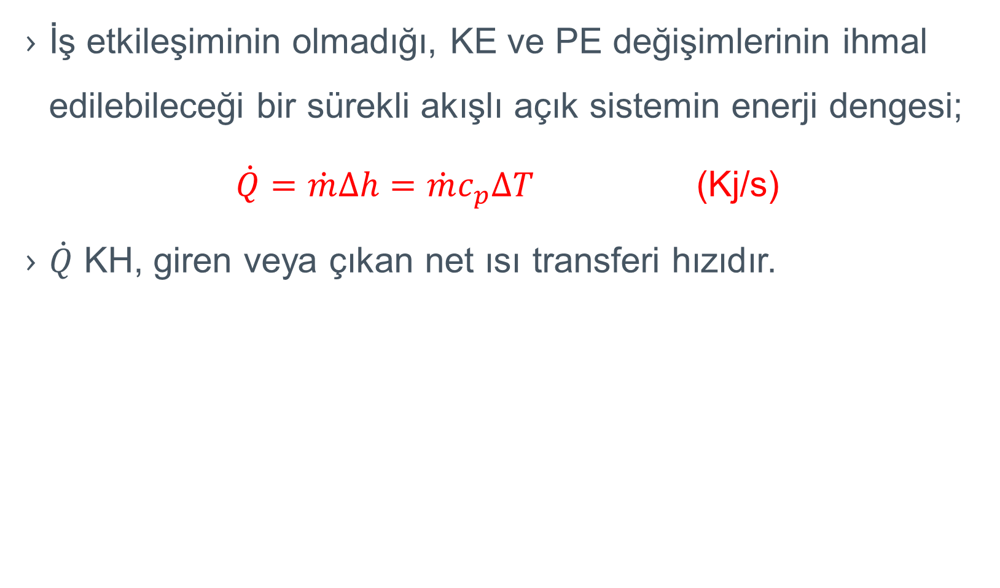 › İş etkileşiminin olmadığı, KE ve PE değişimlerinin ihmal
edilebileceği bir sürekli akışlı açık sistemin enerji dengesi;
Q̇ = ṁΔh = ṁc_pΔT (Kj/s)
› Q̇ KH, giren veya çıkan net ısı transferi hızıdır.